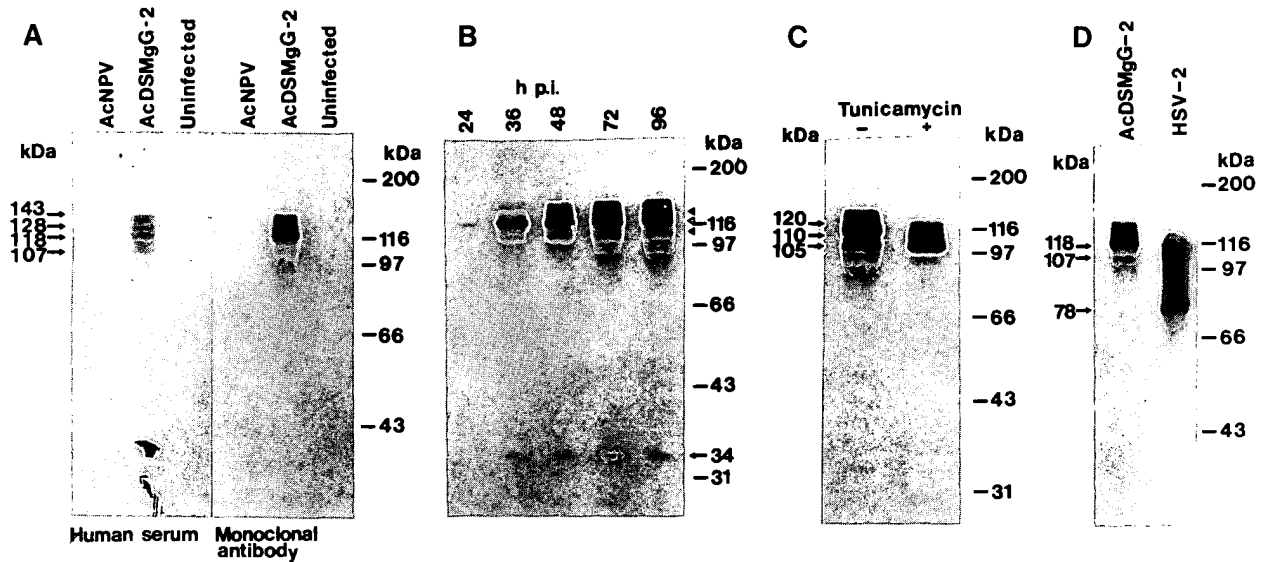 A
AcNPV
AcDSMgG-2
Uninfected
AcNPV
AcDSMgG-2
Uninfected
kDa
143
128
118
107
kDa
200
116
97
66
43
Human serum
Monoclonal
antibody
B
h p.i.
24
36
48
72
96
kDa
200
116
97
66
43
34
31
C
Tunicamycin
− +
kDa
120
110
105
kDa
200
116
97
66
43
31
D
AcDSMgG-2
HSV-2
kDa
118
107
78
kDa
200
116
97
66
43